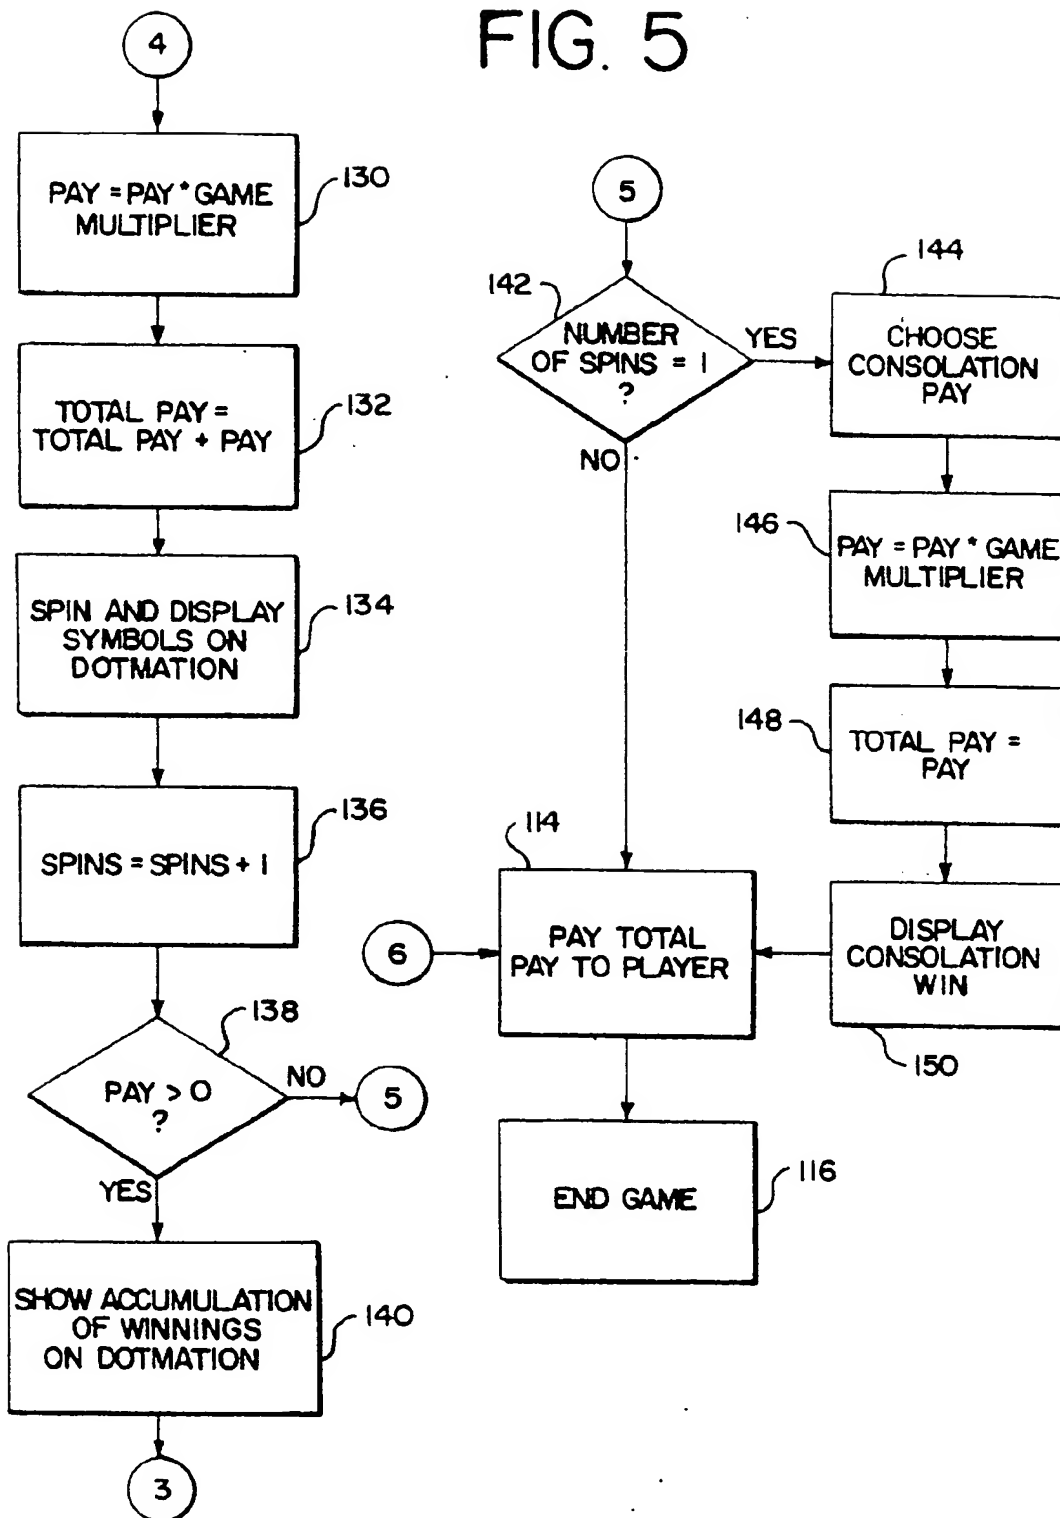 FIG. 5
4
PAY = PAY * GAME
MULTIPLIER
130
TOTAL PAY =
TOTAL PAY + PAY
132
SPIN AND DISPLAY
SYMBOLS ON
DOTMATION
134
SPINS = SPINS + 1
136
PAY > 0
?
138
NO
5
YES
SHOW ACCUMULATION
OF WINNINGS
ON DOTMATION
140
3
5
142
NUMBER
OF SPINS = 1
?
YES
NO
144
CHOOSE
CONSOLATION
PAY
146
PAY = PAY * GAME
MULTIPLIER
148
TOTAL PAY =
PAY
DISPLAY
CONSOLATION
WIN
150
114
6
PAY TOTAL
PAY TO PLAYER
END GAME
116